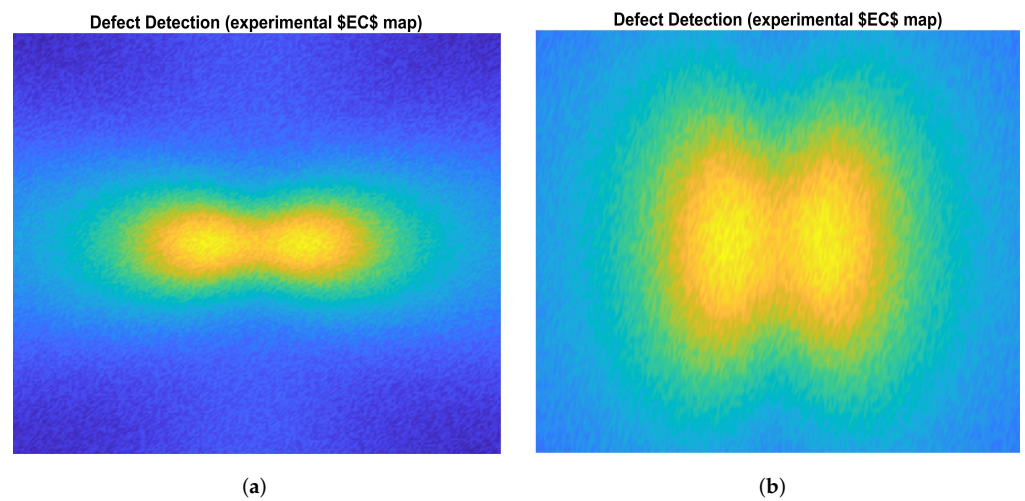 Defect Detection (experimental $EC$ map)
Defect Detection (experimental $EC$ map)
(a)
(b)